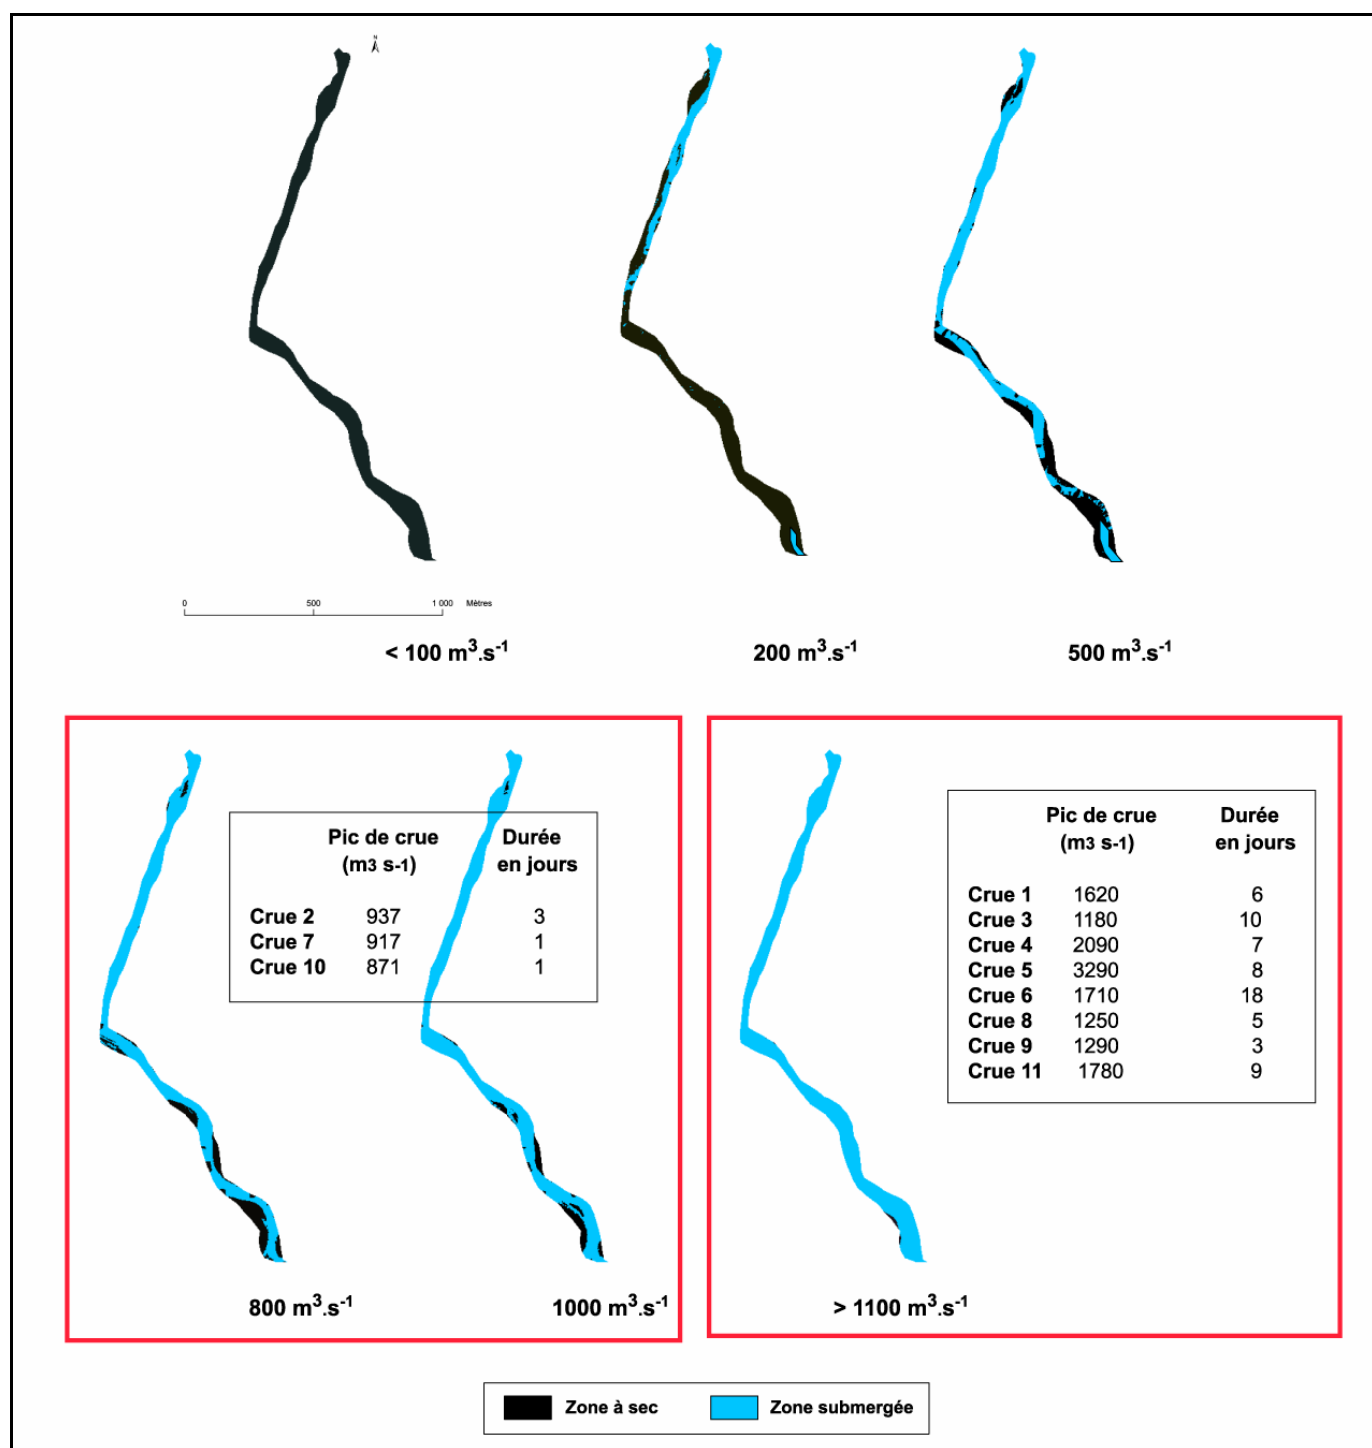 N
0 500 1 000 Mètres
< 100 m³.s⁻¹ 200 m³.s⁻¹ 500 m³.s⁻¹
Pic de crue Durée
(m3 s-1) en jours
Crue 2 937 3
Crue 7 917 1
Crue 10 871 1
800 m³.s⁻¹ 1000 m³.s⁻¹
Pic de crue Durée
(m3 s-1) en jours
Crue 1 1620 6
Crue 3 1180 10
Crue 4 2090 7
Crue 5 3290 8
Crue 6 1710 18
Crue 8 1250 5
Crue 9 1290 3
Crue 11 1780 9
> 1100 m³.s⁻¹
Zone à sec Zone submergée